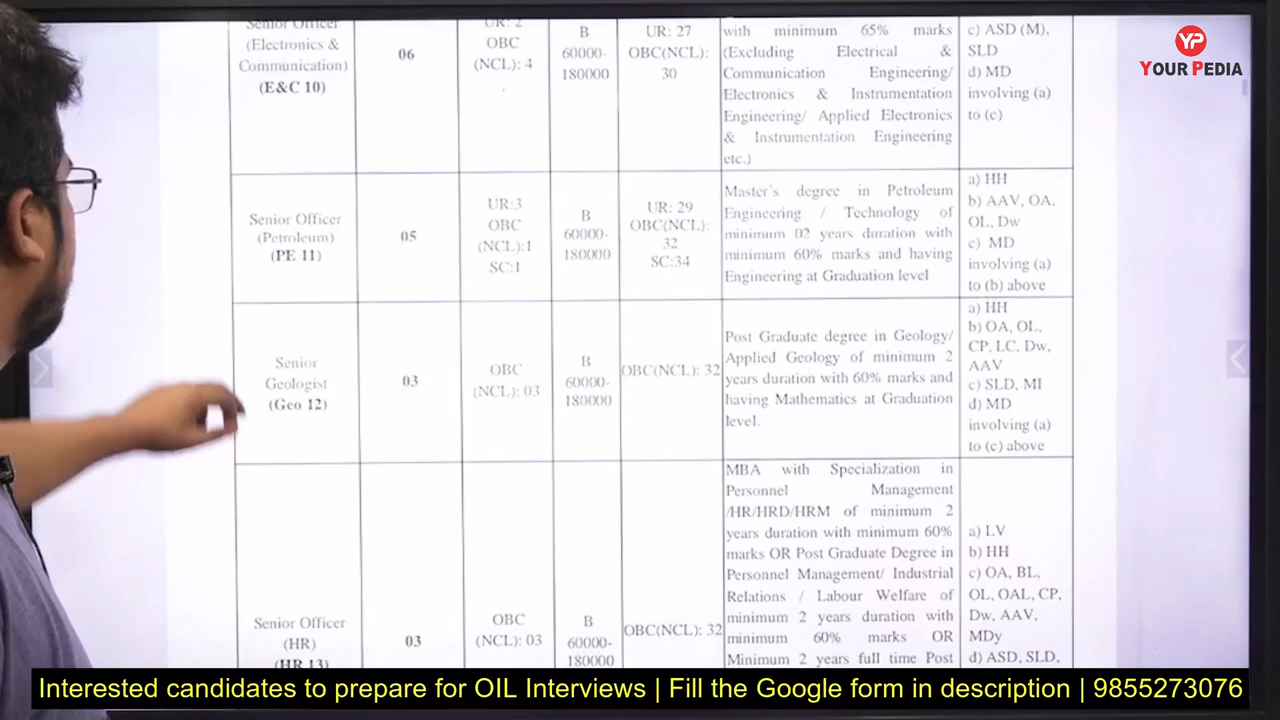 Senior Officer
(Electronics &
Communication)
(E&C 10)
06
UR: 2
OBC
(NCL): 4
B
60000-
180000
UR: 27
OBC(NCL):
30
with minimum 65% marks
(Excluding Electrical &
Communication Engineering/
Electronics & Instrumentation
Engineering/ Applied Electronics
& Instrumentation Engineering
etc.)
c) ASD (M),
SLD
d) MD
involving (a)
to (c)
YP
YOUR PEDIA
Senior Officer
(Petroleum)
(PE 11)
05
UR:3
OBC
(NCL):1
SC:1
B
60000-
180000
UR: 29
OBC(NCL):
32
SC:34
Master's degree in Petroleum
Engineering / Technology of
minimum 02 years duration with
minimum 60% marks and having
Engineering at Graduation level
a) HH
b) AAV, OA,
OL, Dw
c) MD
involving (a)
to (b) above
Senior
Geologist
(Geo 12)
03
OBC
(NCL): 03
B
60000-
180000
OBC(NCL): 32
Post Graduate degree in Geology/
Applied Geology of minimum 2
years duration with 60% marks and
having Mathematics at Graduation
level.
a) HH
b) OA, OL,
CP, LC, Dw,
AAV
c) SLD, MI
d) MD
involving (a)
to (c) above
Senior Officer
(HR)
(HR 13)
03
OBC
(NCL): 03
B
60000-
180000
OBC(NCL): 32
MBA with Specialization in
Personnel Management
/HR/HRD/HRM of minimum 2
years duration with minimum 60%
marks OR Post Graduate Degree in
Personnel Management/ Industrial
Relations / Labour Welfare of
minimum 2 years duration with
minimum 60% marks OR
Minimum 2 years full time Post
a) LV
b) HH
c) OA, BL,
OL, OAL, CP,
Dw, AAV,
MDy
d) ASD, SLD,
Interested candidates to prepare for OIL Interviews | Fill the Google form in description | 9855273076